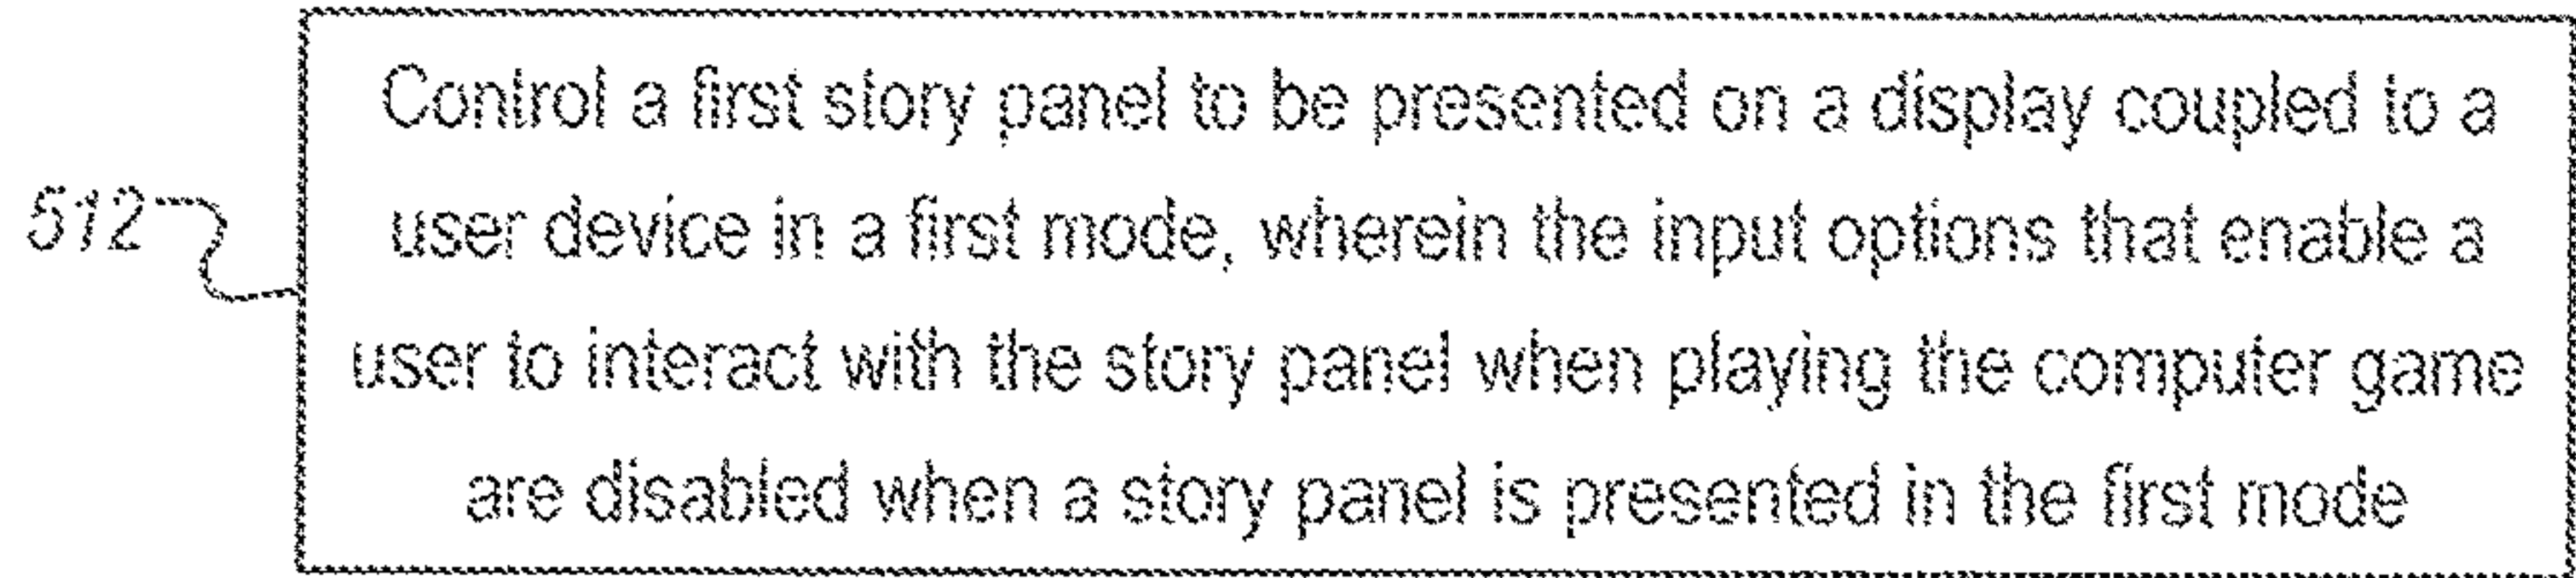 Control a first story panel to be presented on a display coupled to a
512 user device in a first mode, wherein the input options that enable a
user to interact with the story panel when playing the computer game
are disabled when a story panel is presented in the first mode